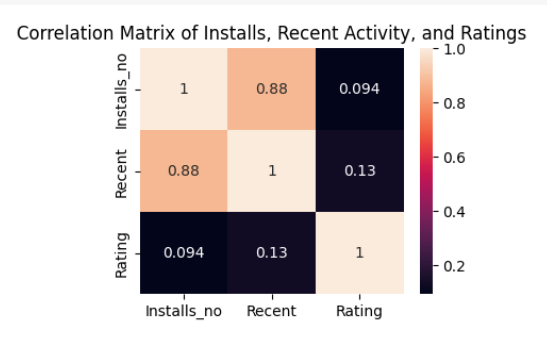 Correlation Matrix of Installs, Recent Activity, and Ratings
Installs_no
1
0.88
0.094
Recent
0.88
1
0.13
Rating
0.094
0.13
1
Installs_no
Recent
Rating
1.0
0.8
0.6
0.4
0.2